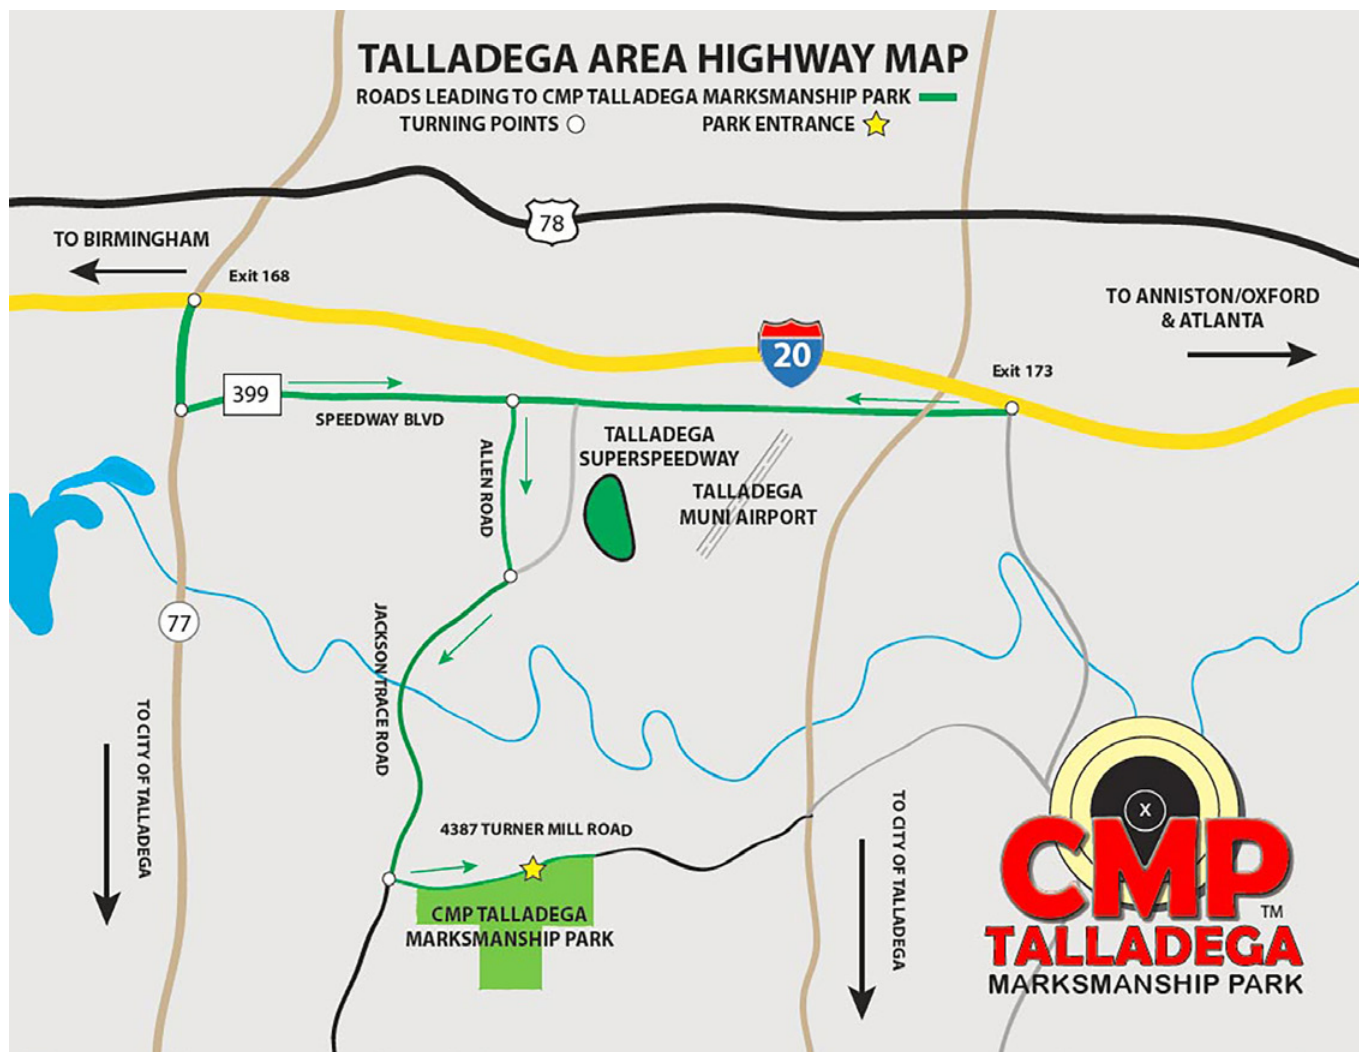 TALLADEGA AREA HIGHWAY MAP
ROADS LEADING TO CMP TALLADEGA MARKSMANSHIP PARK
TURNING POINTS
PARK ENTRANCE
78
TO BIRMINGHAM
Exit 168
TO ANNISTON/OXFORD
& ATLANTA
20
Exit 173
399
SPEEDWAY BLVD
ALLEN ROAD
TALLADEGA
SUPERSPEEDWAY
TALLADEGA
MUNI AIRPORT
77
JACKSON TRACE ROAD
TO CITY OF TALLADEGA
4387 TURNER MILL ROAD
TO CITY OF TALLADEGA
CMP TALLADEGA
MARKSMANSHIP PARK
X
CMP
TM
TALLADEGA
MARKSMANSHIP PARK